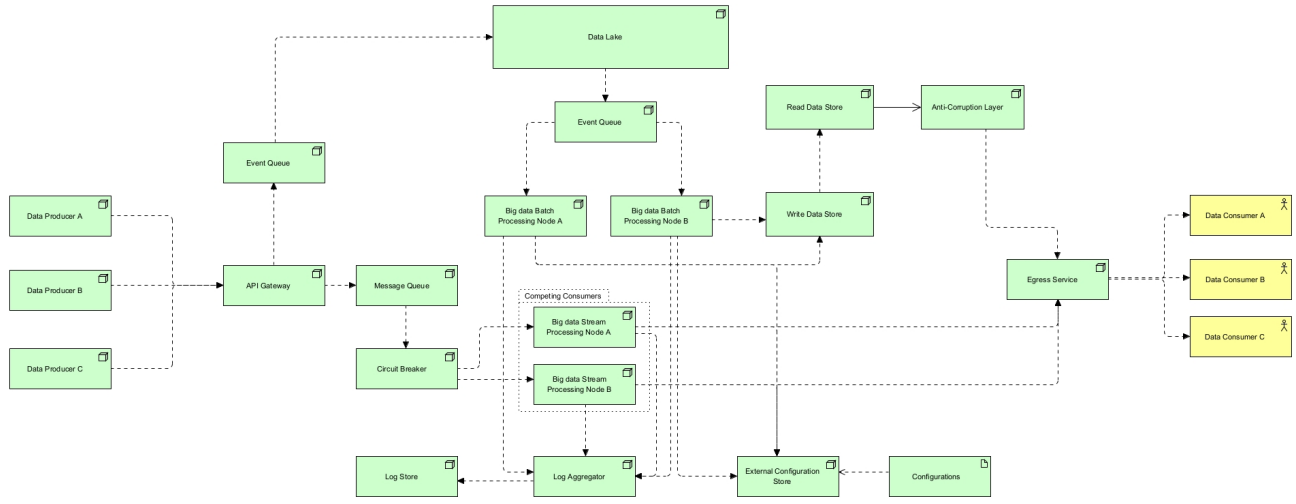 Data Lake
Read Data Store
Anti-Corruption Layer
Event Queue
Event Queue
Data Producer A
Big data Batch
Processing Node A
Big data Batch
Processing Node B
Write Data Store
Data Consumer A
Data Producer B
API Gateway
Message Queue
Egress Service
Data Consumer B
Competing Consumers
Big data Stream
Processing Node A
Data Consumer C
Data Producer C
Circuit Breaker
Big data Stream
Processing Node B
Log Store
Log Aggregator
External Configuration
Store
Configurations